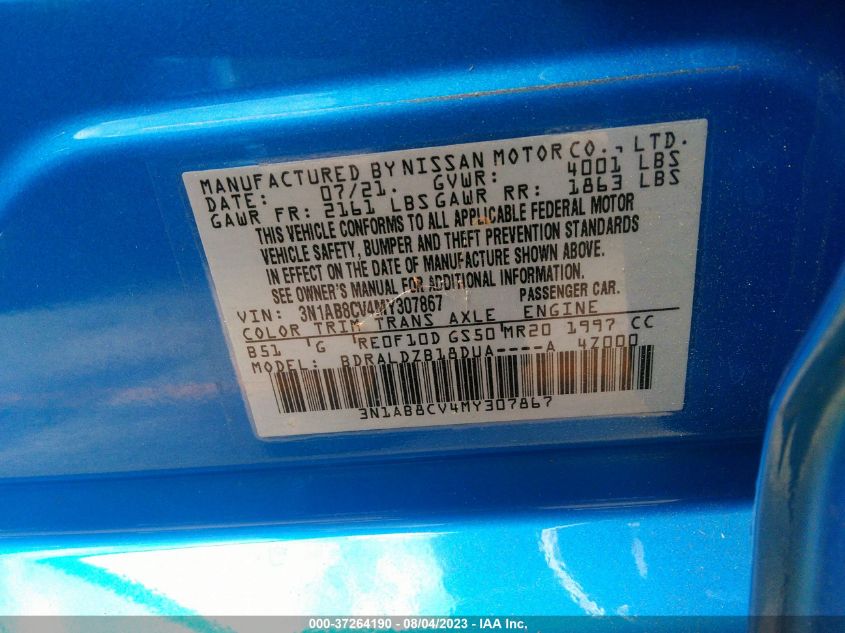 MANUFACTURED BY NISSAN MOTOR CO., LTD.
DATE: 07/21. GVWR: 4001 LBS
GAWR FR: 2161 LBS GAWR RR: 1863 LBS
THIS VEHICLE CONFORMS TO ALL APPLICABLE FEDERAL MOTOR
VEHICLE SAFETY, BUMPER AND THEFT PREVENTION STANDARDS
IN EFFECT ON THE DATE OF MANUFACTURE SHOWN ABOVE.
SEE OWNER'S MANUAL FOR ADDITIONAL INFORMATION.
VIN: 3N1AB8CV4MY307867 PASSENGER CAR.
COLOR TRIM TRANS AXLE ENGINE
B51 G RE0F10D GS50 MR20 1997 CC
MODEL: BDRALDZB18DUA----A 4Z000
3N1AB8CV4MY307867
000-37264190 - 08/04/2023 - IAA Inc.